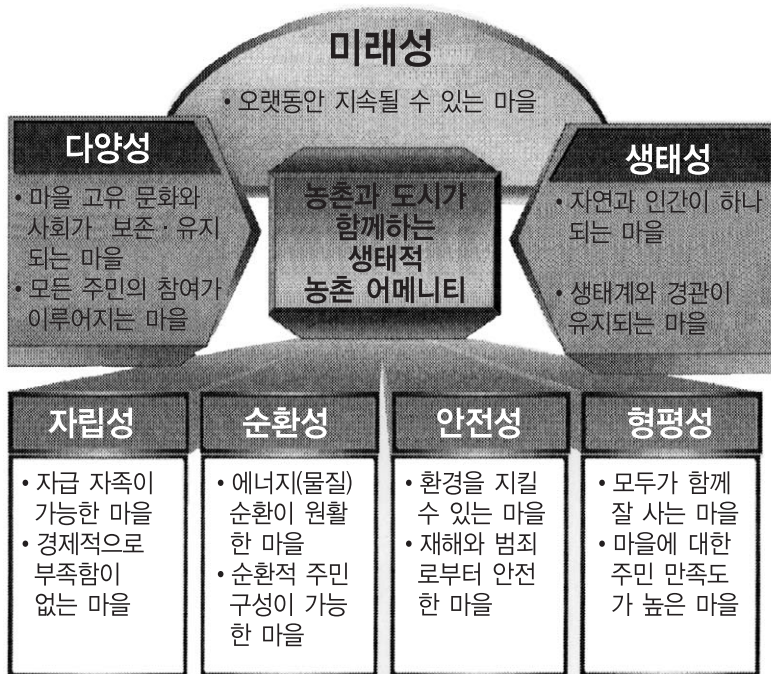 미래성
• 오랫동안 지속될 수 있는 마을
다양성
• 마을 고유 문화와
사회가 보존·유지
되는 마을
• 모든 주민의 참여가
이루어지는 마을
농촌과 도시가
함께하는
생태적
농촌 어메니티
생태성
• 자연과 인간이 하나
되는 마을
• 생태계와 경관이
유지되는 마을
자립성
• 자급 자족이
가능한 마을
• 경제적으로
부족함이
없는 마을
순환성
• 에너지(물질)
순환이 원활
한 마을
• 순환적 주민
구성이 가능
한 마을
안전성
• 환경을 지킬
수 있는 마을
• 재해와 범죄
로부터 안전
한 마을
형평성
• 모두가 함께
잘 사는 마을
• 마을에 대한
주민 만족도
가 높은 마을